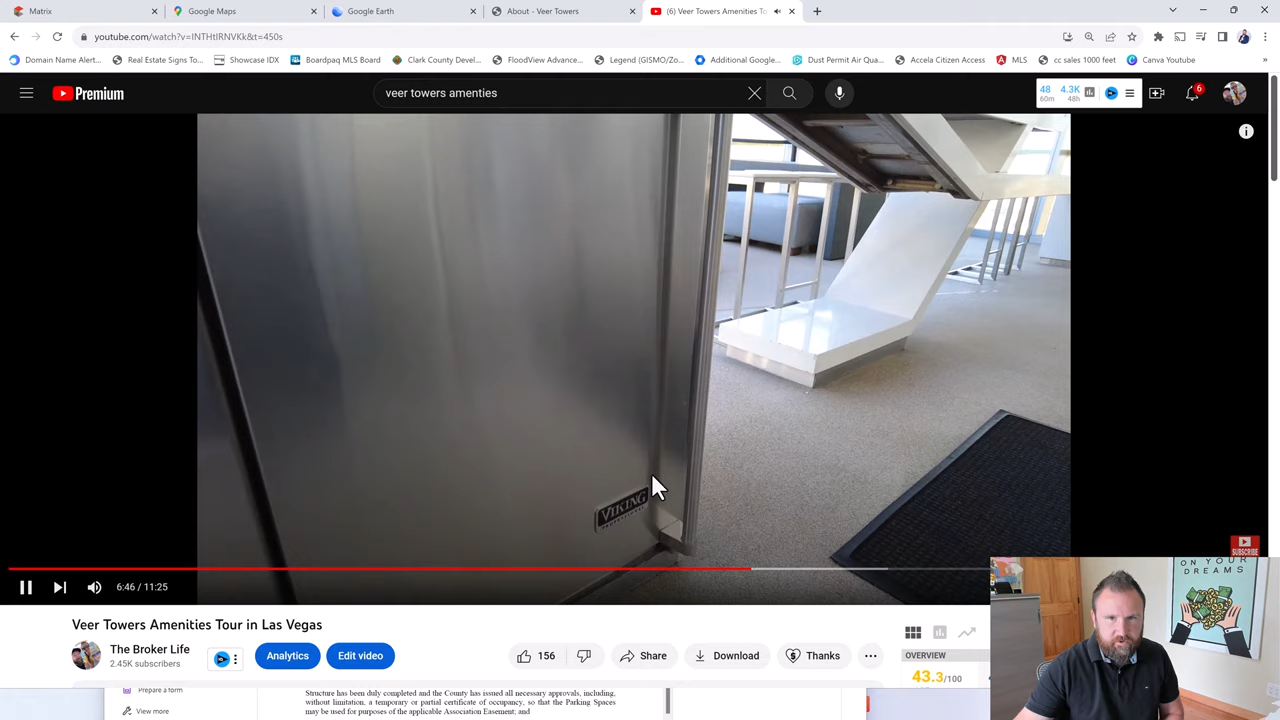 Matrix
Google Maps
Google Earth
About - Veer Towers
(6) Veer Towers Amenities To
youtube.com/watch?v=INTHtlRNVKk&t=450s
Domain Name Alert...
Real Estate Signs To...
Showcase IDX
Boardpaq MLS Board
Clark County Devel...
FloodView Advance...
Legend (GISMO/Zo...
Additional Google...
Dust Permit Air Qua...
Accela Citizen Access
MLS
cc sales 1000 feet
Canva Youtube
»
Premium
veer towers amenties
48 4.3K
60m 48h
6
VIKING
PROFESSIONAL
SUBSCRIBE
6:46 / 11:25
ON YOUR
DREAMS
Veer Towers Amenities Tour in Las Vegas
The Broker Life
2.45K subscribers
Analytics
Edit video
156
Share
Download
Thanks
OVERVIEW
43.3/100
Prepare a form
View more
Structure has been duly completed and the County has issued all necessary approvals, including,
without limitation, a temporary or partial certificate of occupancy, so that the Parking Spaces
may be used for purposes of the applicable Association Easement; and